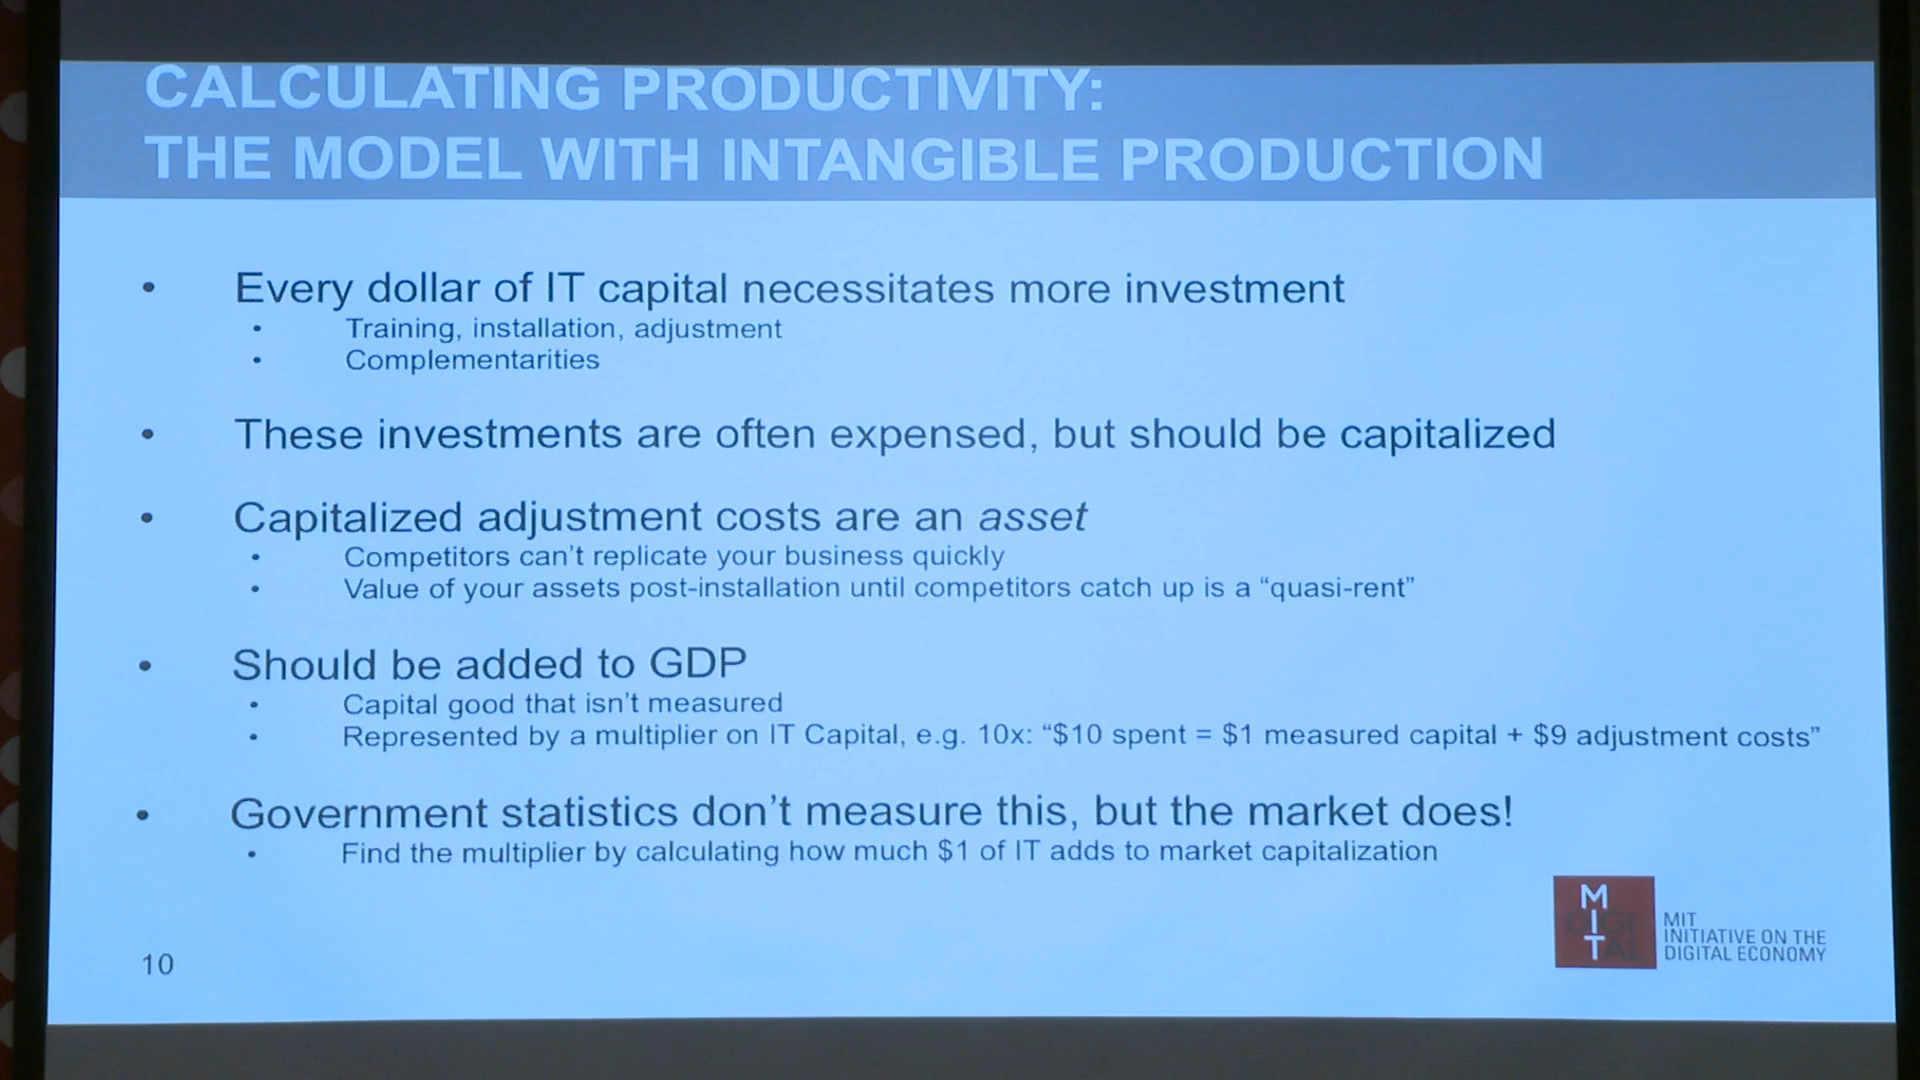 CALCULATING PRODUCTIVITY:
THE MODEL WITH INTANGIBLE PRODUCTION
• Every dollar of IT capital necessitates more investment
• Training, installation, adjustment
• Complementarities
• These investments are often expensed, but should be capitalized
• Capitalized adjustment costs are an asset
• Competitors can't replicate your business quickly
• Value of your assets post-installation until competitors catch up is a “quasi-rent”
• Should be added to GDP
• Capital good that isn't measured
• Represented by a multiplier on IT Capital, e.g. 10x: “$10 spent = $1 measured capital + $9 adjustment costs”
• Government statistics don't measure this, but the market does!
• Find the multiplier by calculating how much $1 of IT adds to market capitalization
M
DIGI
TAL
MIT
INITIATIVE ON THE
DIGITAL ECONOMY
10